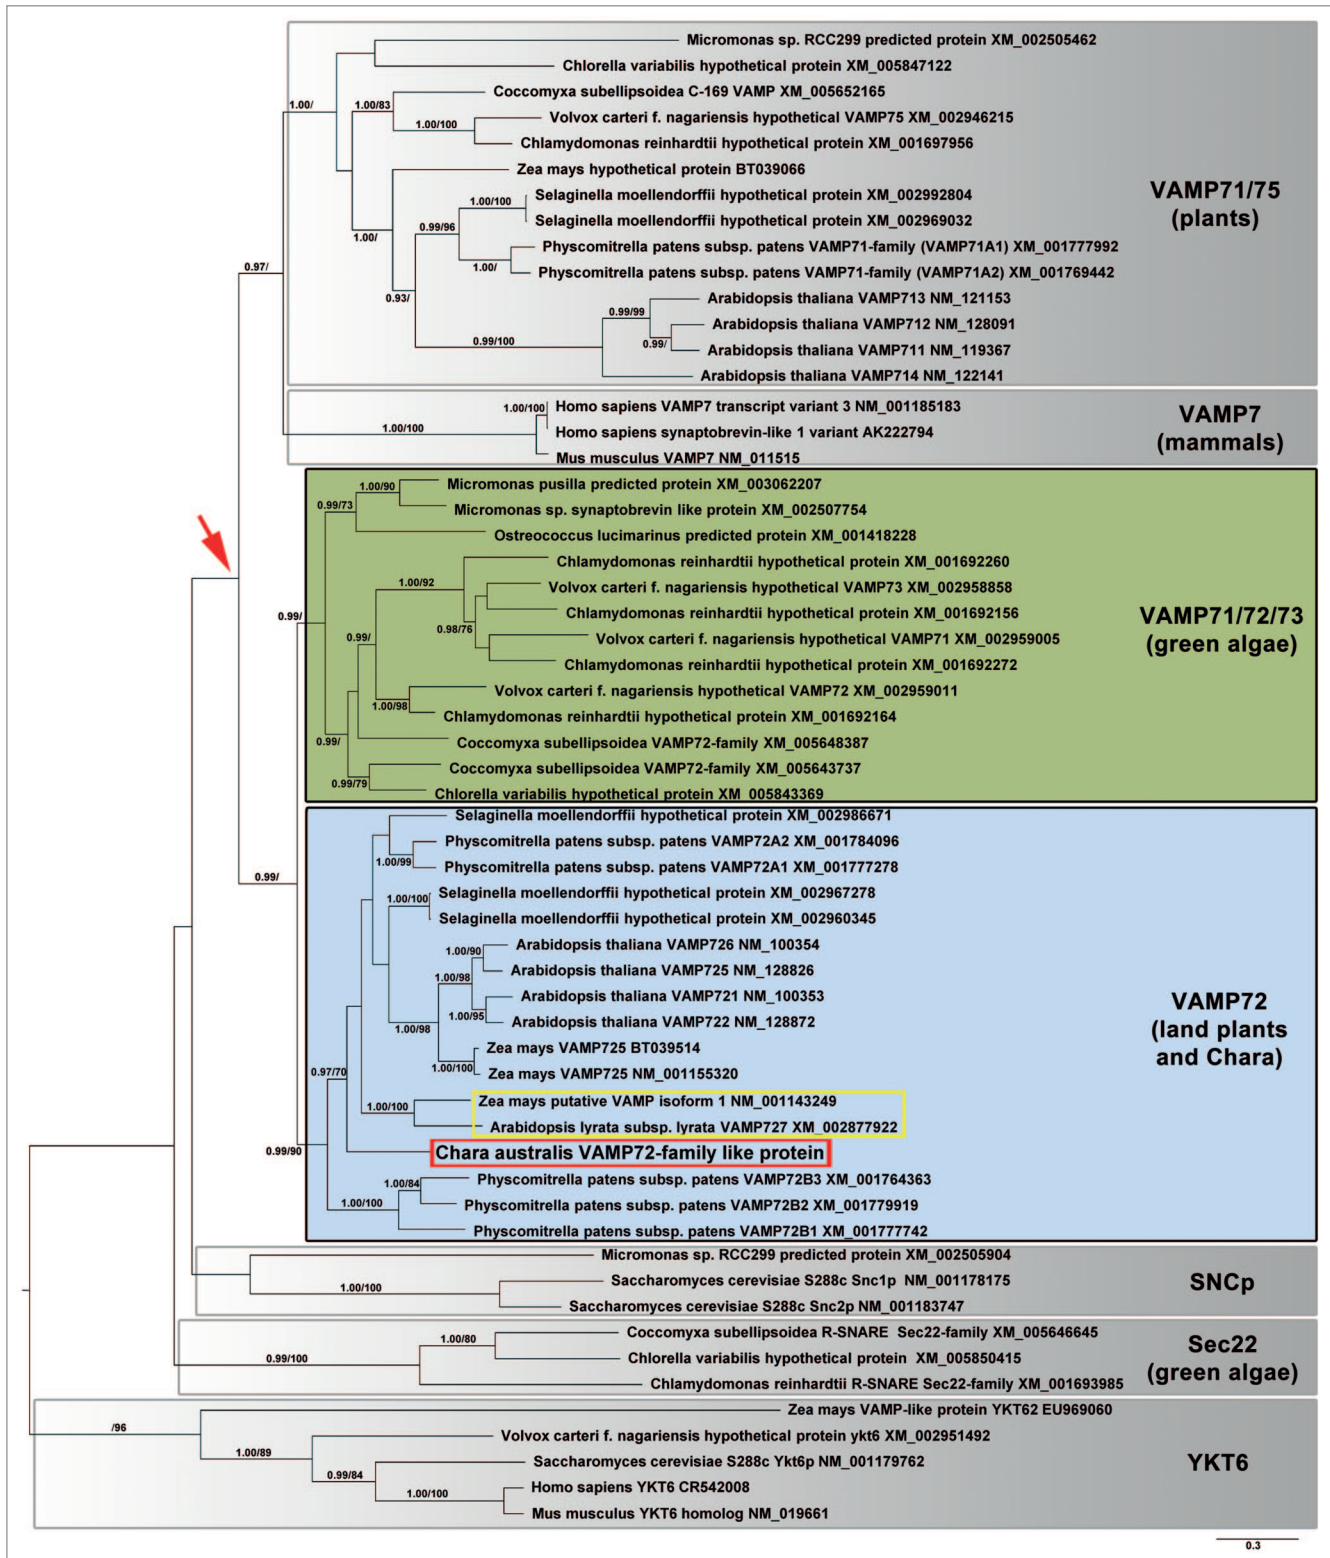 Micromonas sp. RCC299 predicted protein XM_002505462
Chlorella variabilis hypothetical protein XM_005847122
1.00/
1.00/83
Coccomyxa subellipsoidea C-169 VAMP XM_005652165
1.00/100
Volvox carteri f. nagariensis hypothetical VAMP75 XM_002946215
Chlamydomonas reinhardtii hypothetical protein XM_001697956
Zea mays hypothetical protein BT039066
VAMP71/75
(plants)
1.00/100
Selaginella moellendorffii hypothetical protein XM_002992804
Selaginella moellendorffii hypothetical protein XM_002969032
0.99/96
1.00/
Physcomitrella patens subsp. patens VAMP71-family (VAMP71A1) XM_001777992
1.00/
Physcomitrella patens subsp. patens VAMP71-family (VAMP71A2) XM_001769442
0.97/
0.93/
Arabidopsis thaliana VAMP713 NM_121153
0.99/99
Arabidopsis thaliana VAMP712 NM_128091
0.99/
0.99/100
Arabidopsis thaliana VAMP711 NM_119367
Arabidopsis thaliana VAMP714 NM_122141
1.00/100
Homo sapiens VAMP7 transcript variant 3 NM_001185183
VAMP7
(mammals)
1.00/100
Homo sapiens synaptobrevin-like 1 variant AK222794
Mus musculus VAMP7 NM_011515
1.00/90
Micromonas pusilla predicted protein XM_003062207
0.99/73
Micromonas sp. synaptobrevin like protein XM_002507754
Ostreococcus lucimarinus predicted protein XM_001418228
Chlamydomonas reinhardtii hypothetical protein XM_001692260
1.00/92
Volvox carteri f. nagariensis hypothetical VAMP73 XM_002958858
Chlamydomonas reinhardtii hypothetical protein XM_001692156
0.99/
VAMP71/72/73
(green algae)
0.98/76
0.99/
Volvox carteri f. nagariensis hypothetical VAMP71 XM_002959005
Chlamydomonas reinhardtii hypothetical protein XM_001692272
Volvox carteri f. nagariensis hypothetical VAMP72 XM_002959011
1.00/98
Chlamydomonas reinhardtii hypothetical protein XM_001692164
0.99/
Coccomyxa subellipsoidea VAMP72-family XM_005648387
Coccomyxa subellipsoidea VAMP72-family XM_005643737
0.99/79
Chlorella variabilis hypothetical protein XM_005843369
Selaginella moellendorffii hypothetical protein XM_002986671
Physcomitrella patens subsp. patens VAMP72A2 XM_001784096
1.00/99
Physcomitrella patens subsp. patens VAMP72A1 XM_001777278
0.99/
1.00/100
Selaginella moellendorffii hypothetical protein XM_002967278
Selaginella moellendorffii hypothetical protein XM_002960345
1.00/90
Arabidopsis thaliana VAMP726 NM_100354
1.00/98
Arabidopsis thaliana VAMP725 NM_128826
Arabidopsis thaliana VAMP721 NM_100353
1.00/95
1.00/98
Arabidopsis thaliana VAMP722 NM_128872
VAMP72
(land plants
and Chara)
Zea mays VAMP725 BT039514
1.00/100
0.97/70
Zea mays VAMP725 NM_001155320
Zea mays putative VAMP isoform 1 NM_001143249
1.00/100
Arabidopsis lyrata subsp. lyrata VAMP727 XM_002877922
0.99/90
Chara australis VAMP72-family like protein
1.00/84
Physcomitrella patens subsp. patens VAMP72B3 XM_001764363
1.00/100
Physcomitrella patens subsp. patens VAMP72B2 XM_001779919
Physcomitrella patens subsp. patens VAMP72B1 XM_001777742
Micromonas sp. RCC299 predicted protein XM_002505904
1.00/100
Saccharomyces cerevisiae S288c Snc1p NM_001178175
SNCp
Saccharomyces cerevisiae S288c Snc2p NM_001183747
1.00/80
Coccomyxa subellipsoidea R-SNARE Sec22-family XM_005646645
0.99/100
Chlorella variabilis hypothetical protein XM_005850415
Sec22
(green algae)
Chlamydomonas reinhardtii R-SNARE Sec22-family XM_001693985
Zea mays VAMP-like protein YKT62 EU969060
/96
Volvox carteri f. nagariensis hypothetical protein ykt6 XM_002951492
1.00/89
Saccharomyces cerevisiae S288c Ykt6p NM_001179762
YKT6
0.99/84
Homo sapiens YKT6 CR542008
1.00/100
Mus musculus YKT6 homolog NM_019661
0.3